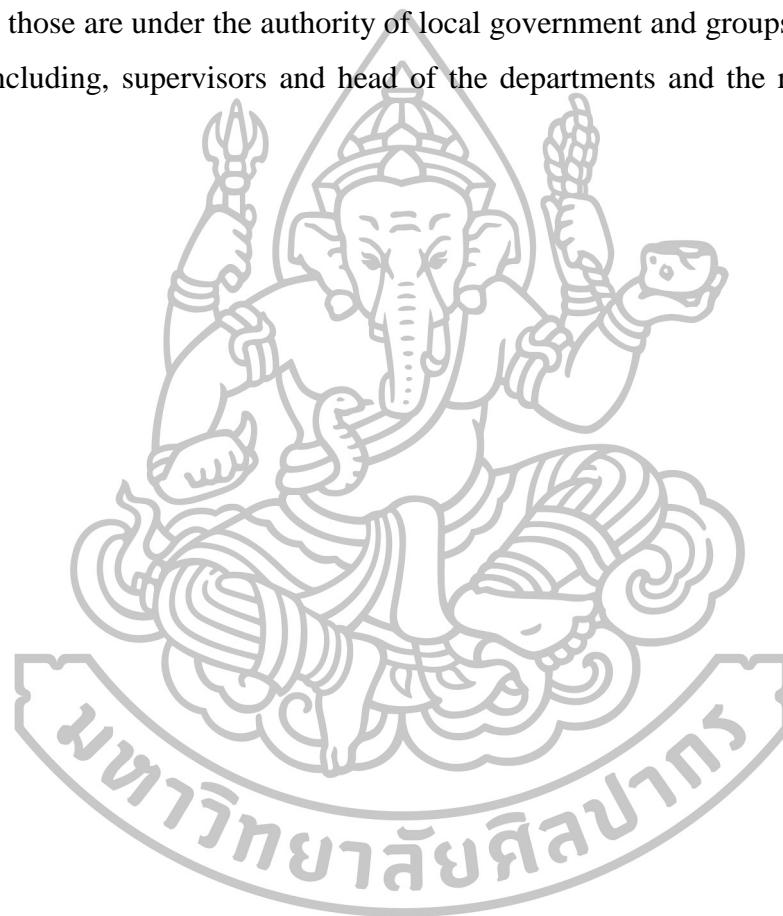 those are under the authority of local government and groups
ncluding, supervisors and head of the departments and the
มหาวิทยาลัยศิลปากร